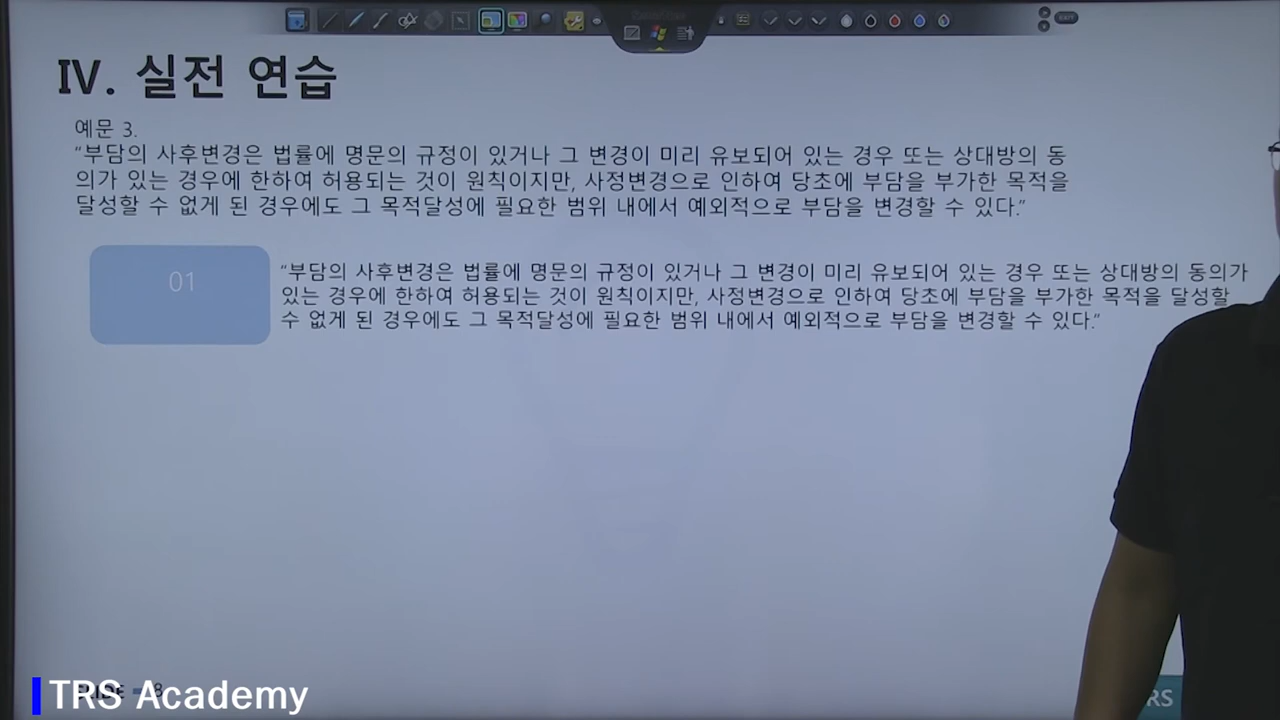 EXIT
IV. 실전 연습
예문 3.
“부담의 사후변경은 법률에 명문의 규정이 있거나 그 변경이 미리 유보되어 있는 경우 또는 상대방의 동
의가 있는 경우에 한하여 허용되는 것이 원칙이지만, 사정변경으로 인하여 당초에 부담을 부가한 목적을
달성할 수 없게 된 경우에도 그 목적달성에 필요한 범위 내에서 예외적으로 부담을 변경할 수 있다.”
01
“부담의 사후변경은 법률에 명문의 규정이 있거나 그 변경이 미리 유보되어 있는 경우 또는 상대방의 동의가
있는 경우에 한하여 허용되는 것이 원칙이지만, 사정변경으로 인하여 당초에 부담을 부가한 목적을 달성할
수 없게 된 경우에도 그 목적달성에 필요한 범위 내에서 예외적으로 부담을 변경할 수 있다.”
TRS Academy
RS